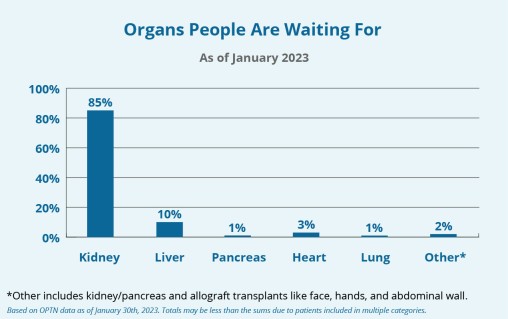 Organs People Are Waiting For
As of January 2023
100%
80%
60%
40%
20%
0%
85%
10%
1%
3%
1%
2%
Kidney
Liver
Pancreas
Heart
Lung
Other*
*Other includes kidney/pancreas and allograft transplants like face, hands, and abdominal wall.
Based on OPTN data as of January 30th, 2023. Totals may be less than the sums due to patients included in multiple categories.